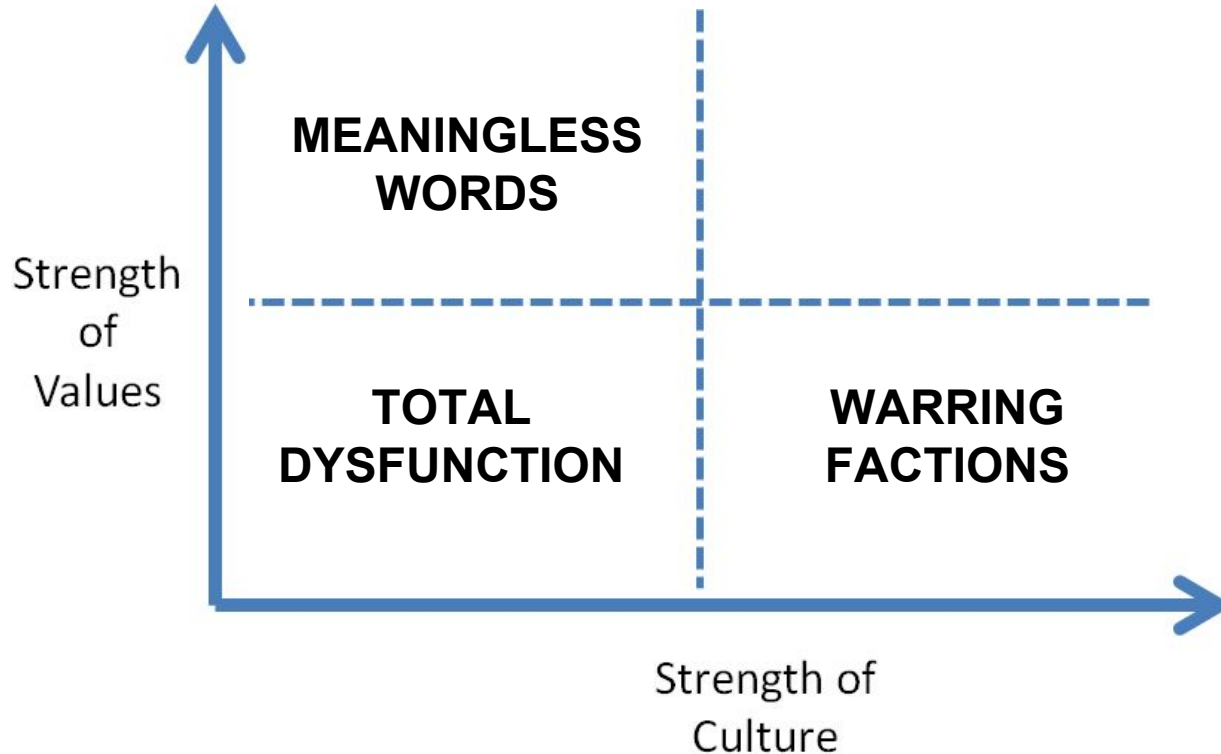 MEANINGLESS
WORDS
Strength
of
Values
TOTAL
DYSFUNCTION
WARRING
FACTIONS
Strength of
Culture